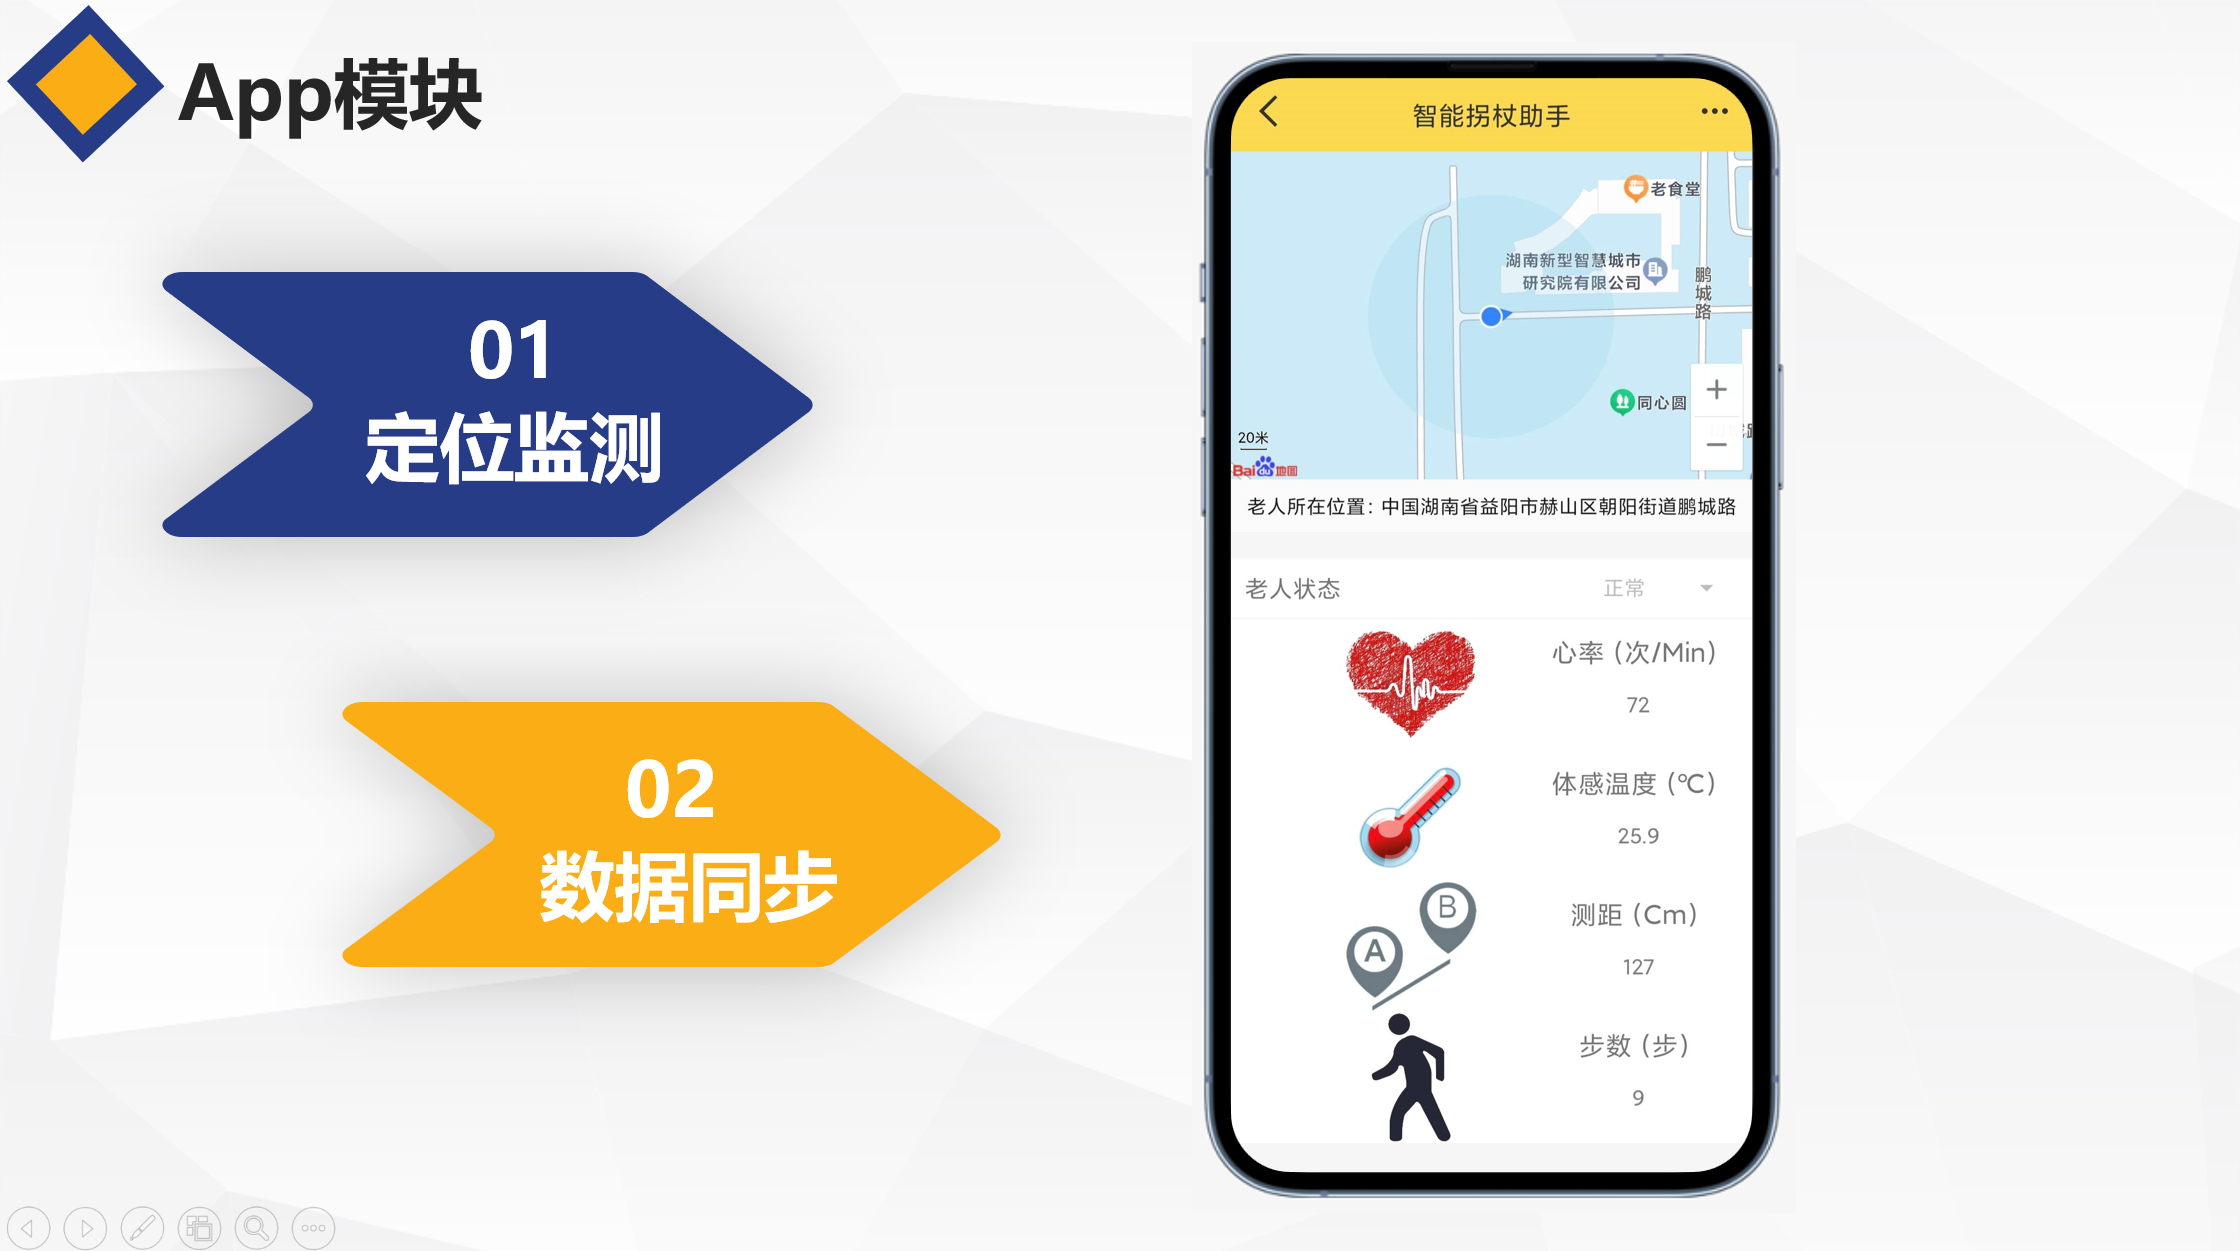 App模块
01
定位监测
02
数据同步
智能拐杖助手
老食堂
湖南新型智慧城市
研究院有限公司
鹏城路
同心圆
+
−
20米
Bai du 地图
老人所在位置：中国湖南省益阳市赫山区朝阳街道鹏城路
老人状态
正常
心率（次/Min）
72
体感温度（℃）
25.9
B
A
测距（Cm）
127
步数（步）
9